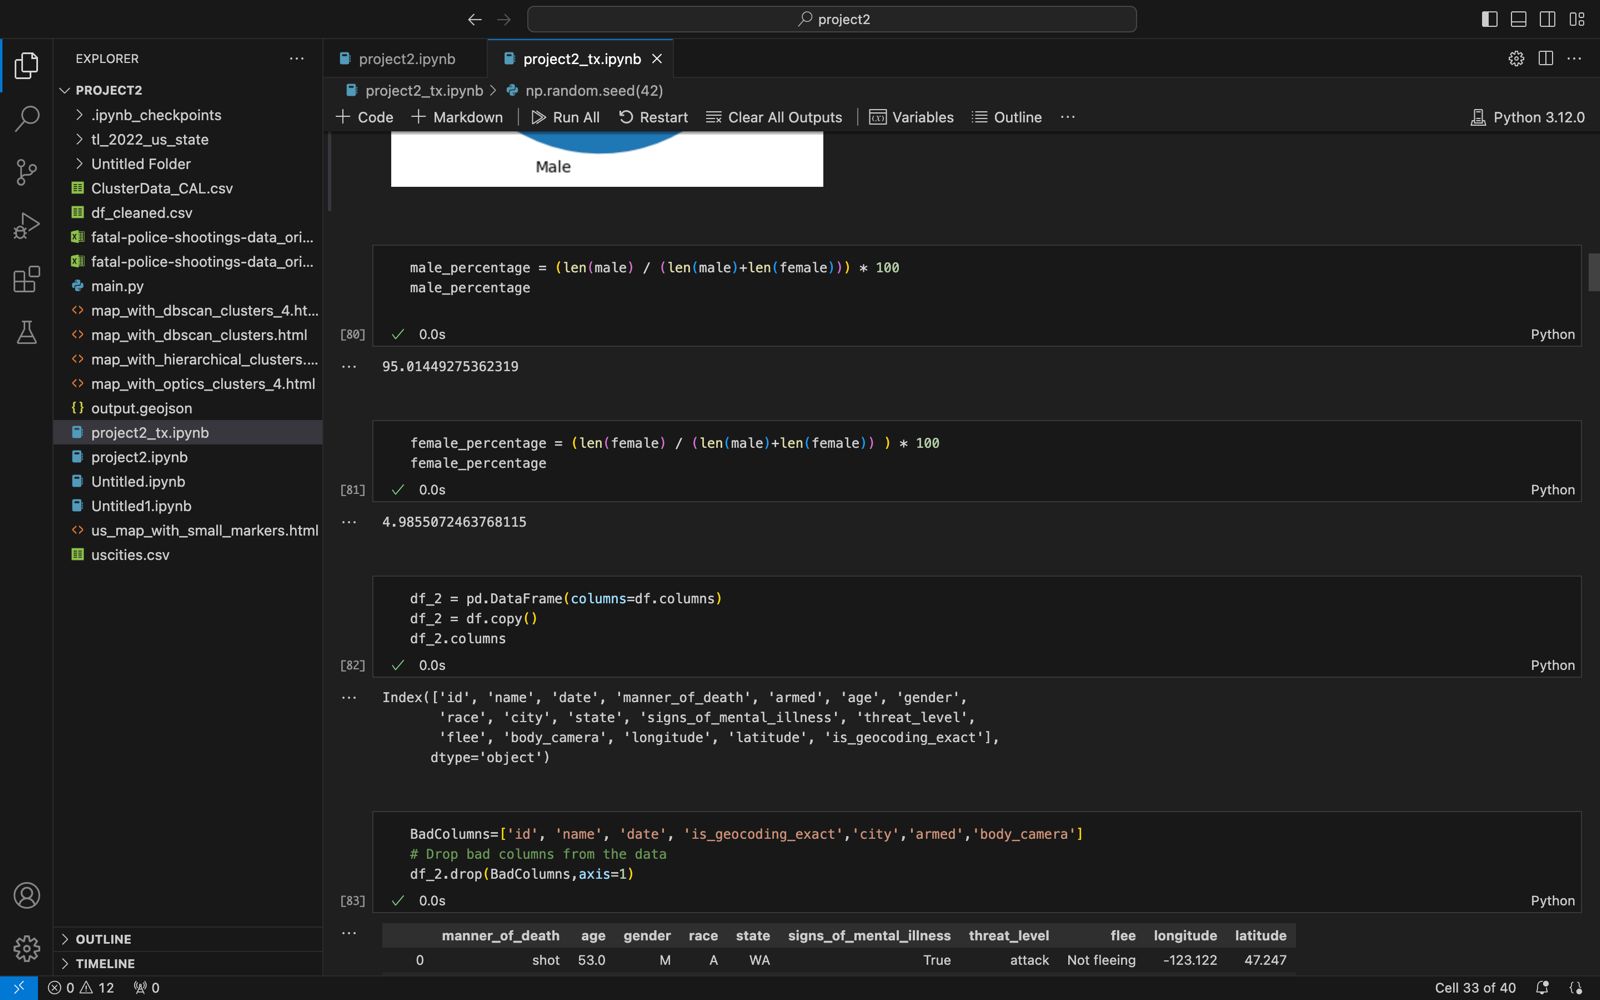 project2
EXPLORER
PROJECT2
.ipynb_checkpoints
tl_2022_us_state
Untitled Folder
ClusterData_CAL.csv
df_cleaned.csv
fatal-police-shootings-data_ori...
fatal-police-shootings-data_ori...
main.py
map_with_dbscan_clusters_4.ht...
map_with_dbscan_clusters.html
map_with_hierarchical_clusters....
map_with_optics_clusters_4.html
output.geojson
project2_tx.ipynb
project2.ipynb
Untitled.ipynb
Untitled1.ipynb
us_map_with_small_markers.html
uscities.csv
OUTLINE
TIMELINE
project2.ipynb
project2_tx.ipynb
project2_tx.ipynb > np.random.seed(42)
+ Code + Markdown Run All Restart Clear All Outputs Variables Outline ... Python 3.12.0
Male
male_percentage = (len(male) / (len(male)+len(female))) * 100
male_percentage
[80] 0.0s Python
95.01449275362319
female_percentage = (len(female) / (len(male)+len(female)) ) * 100
female_percentage
[81] 0.0s Python
4.9855072463768115
df_2 = pd.DataFrame(columns=df.columns)
df_2 = df.copy()
df_2.columns
[82] 0.0s Python
Index(['id', 'name', 'date', 'manner_of_death', 'armed', 'age', 'gender',
'race', 'city', 'state', 'signs_of_mental_illness', 'threat_level',
'flee', 'body_camera', 'longitude', 'latitude', 'is_geocoding_exact'],
dtype='object')
BadColumns=['id', 'name', 'date', 'is_geocoding_exact','city','armed','body_camera']
# Drop bad columns from the data
df_2.drop(BadColumns,axis=1)
[83] 0.0s Python
manner_of_death age gender race state signs_of_mental_illness threat_level flee longitude latitude
0 shot 53.0 M A WA True attack Not fleeing -123.122 47.247
0 12 0 Cell 33 of 40